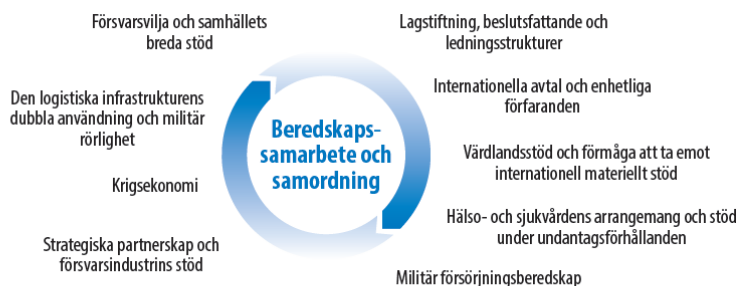 Försvarsvilja och samhällets
breda stöd
Den logistiska infrastrukturens
dubbla användning och militär
rörlighet
Krigsekonomi
Strategiska partnerskap och
försvarsindustrins stöd
Beredskaps-
samarbete och
samordning
Lagstiftning, beslutsfattande och
ledningsstrukturer
Internationella avtal och enhetliga
förfaranden
Värdlandsstöd och förmåga att ta emot
internationell materiellt stöd
Hälso- och sjukvårdens arrangemang och stöd
under undantagsförhållanden
Militär försörjningsberedskap